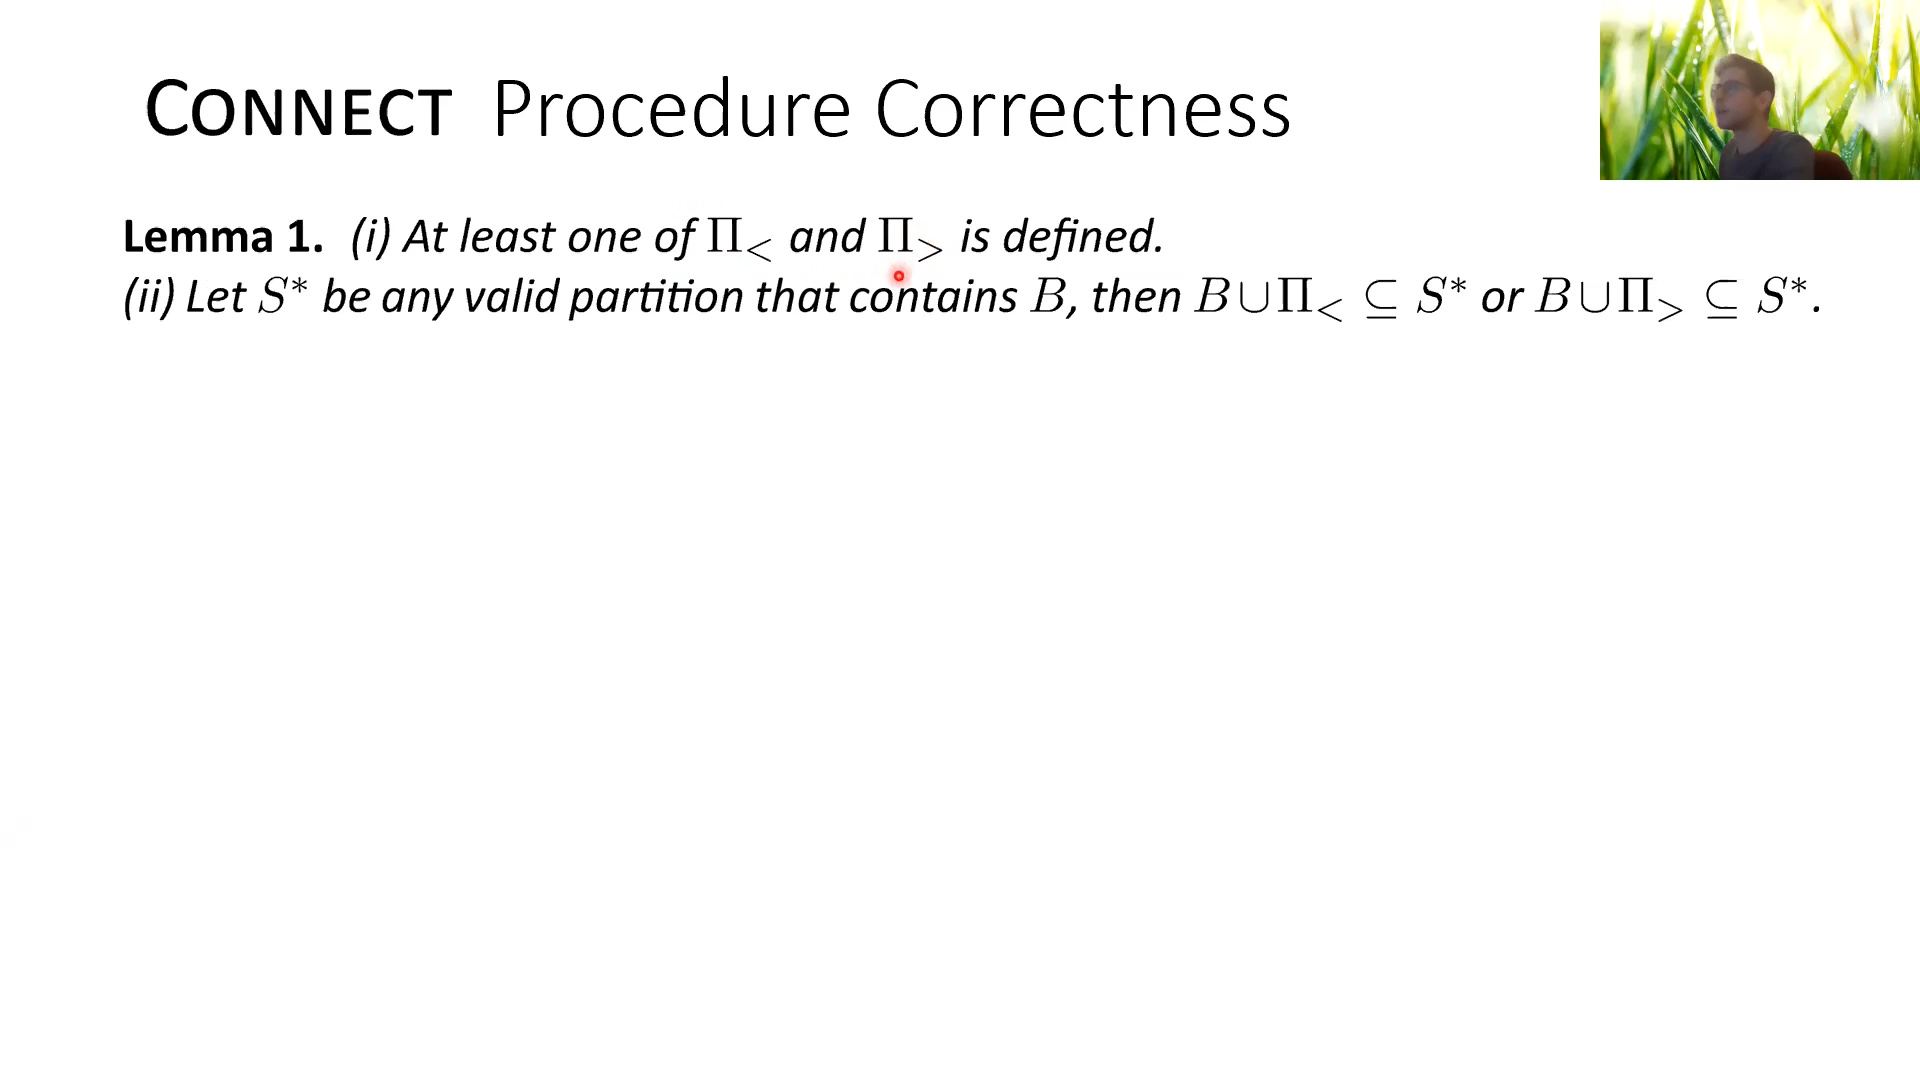 CONNECT Procedure Correctness
Lemma 1. (i) At least one of Π< and Π> is defined.
(ii) Let S* be any valid partition that contains B, then B ∪ Π< ⊆ S* or B ∪ Π> ⊆ S*.